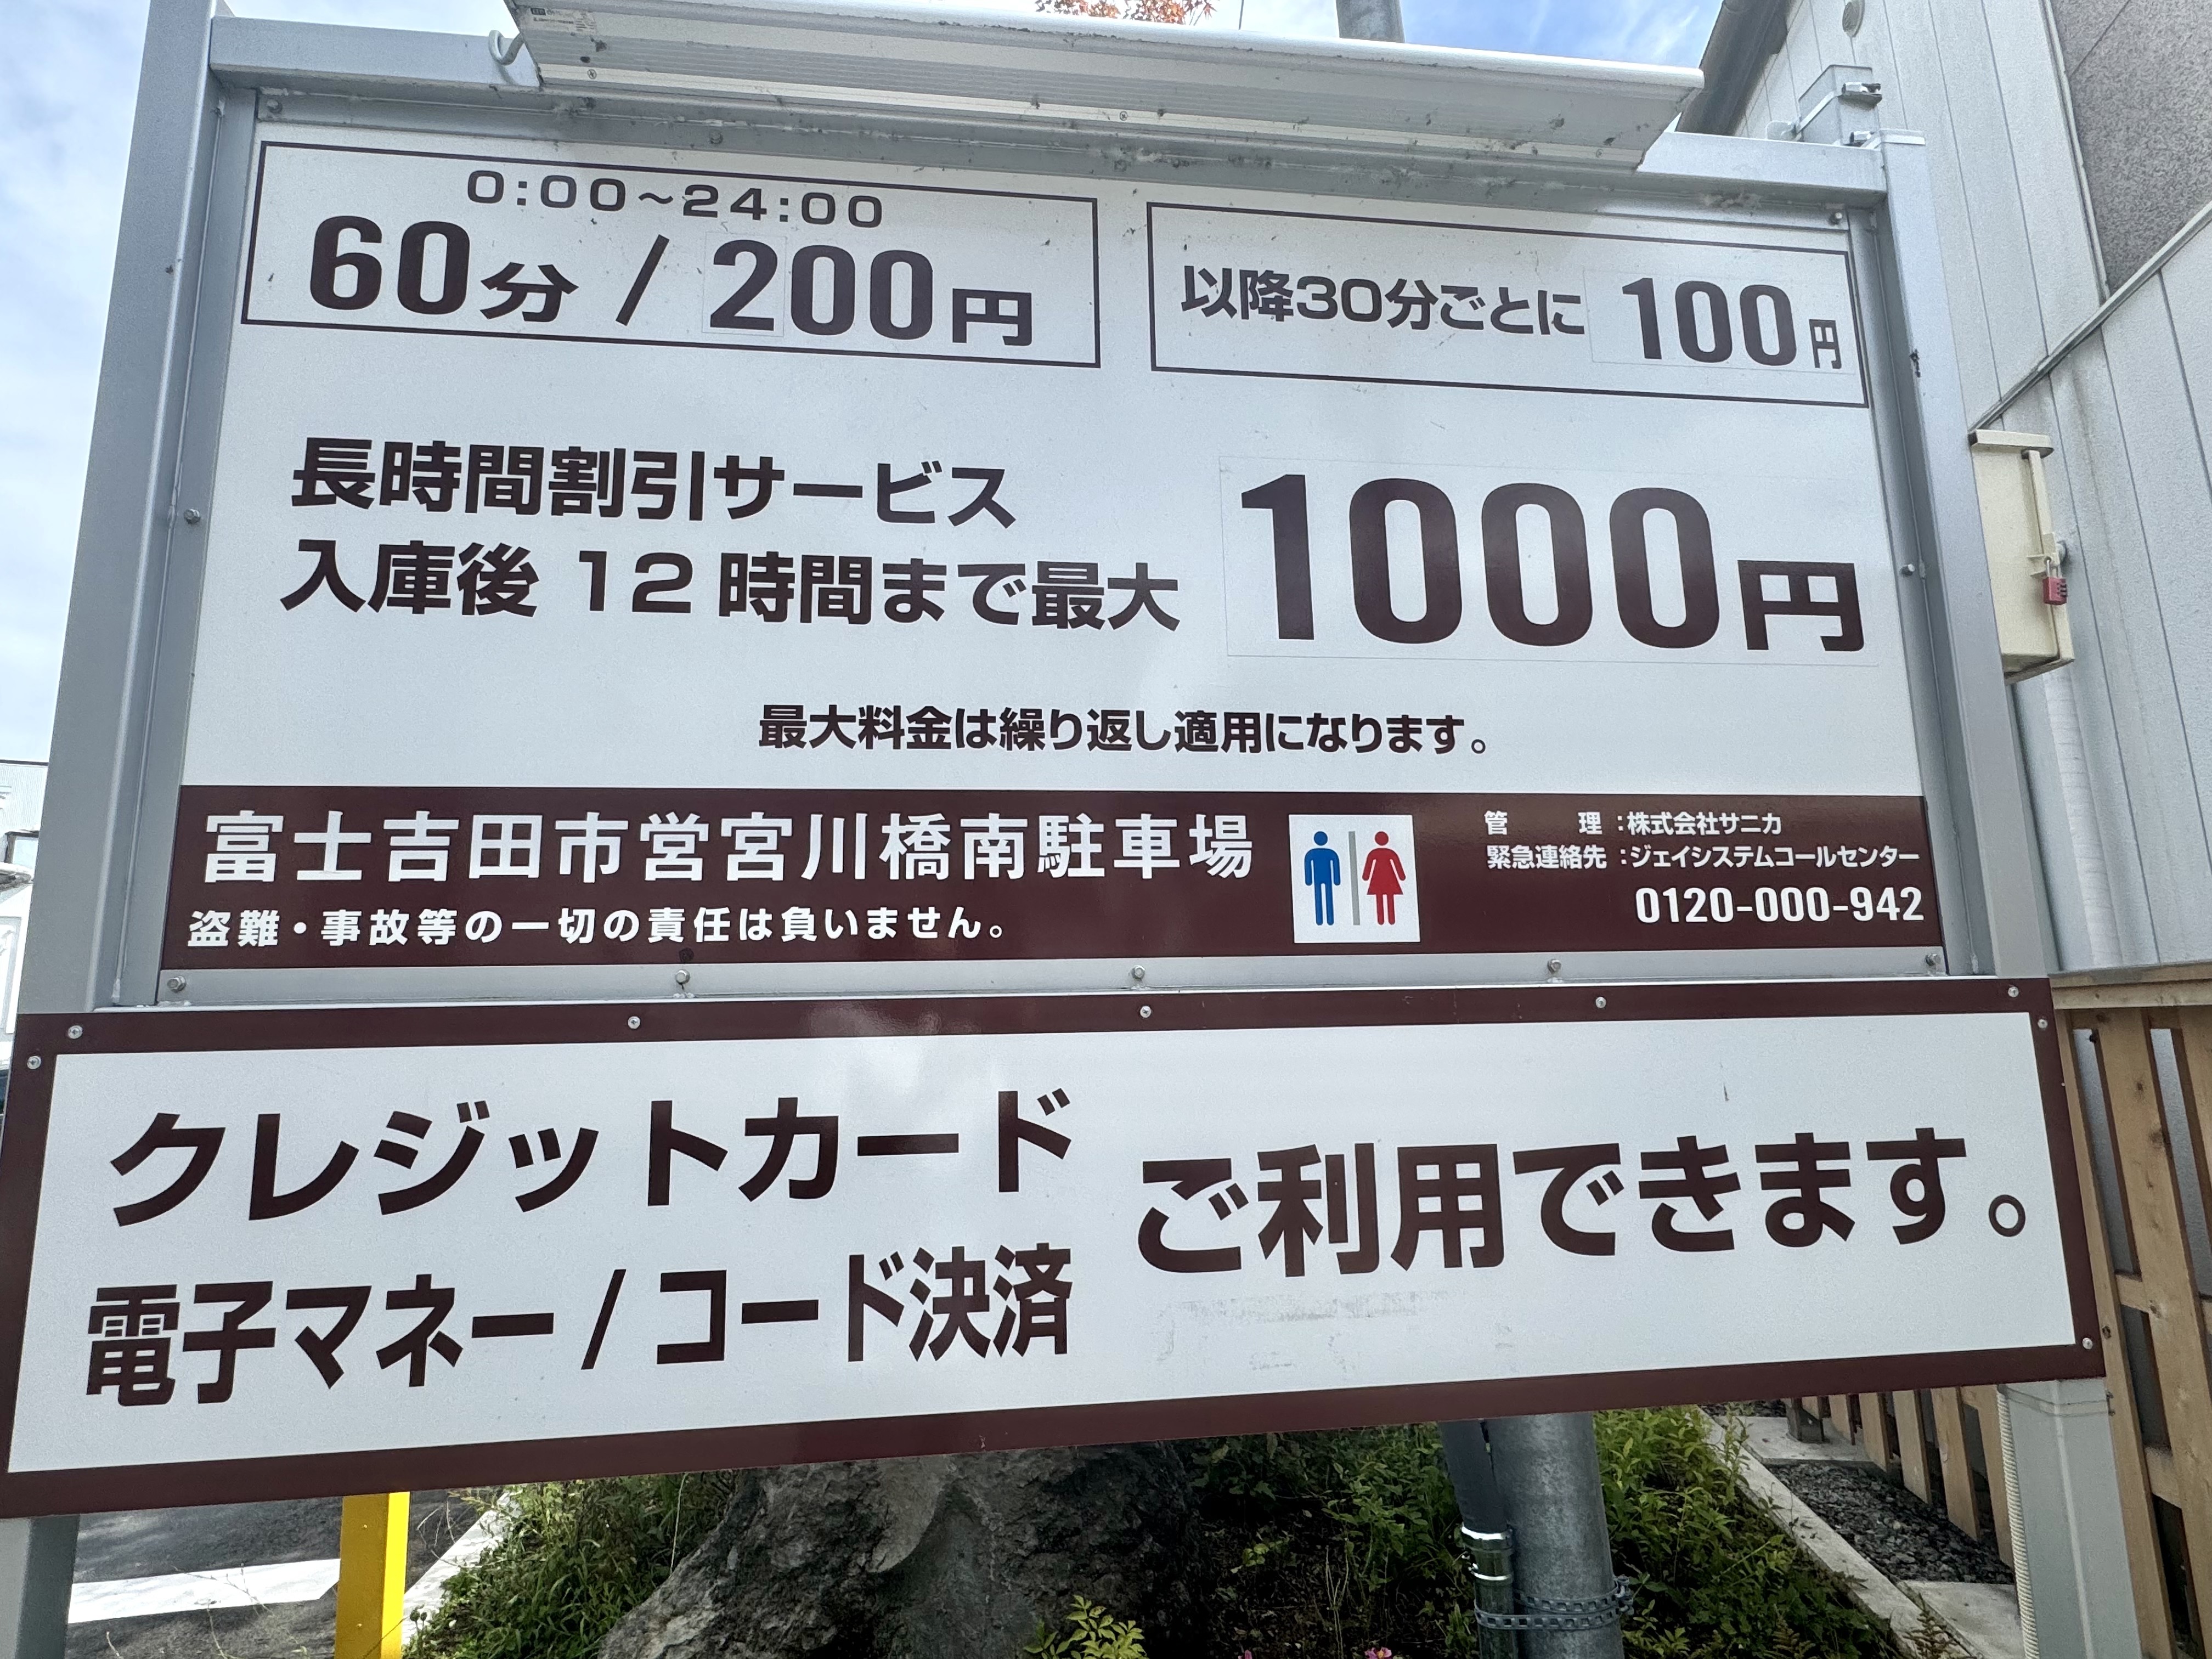 0:00～24:00
60分 / 200円
以降30分ごとに 100円
長時間割引サービス
入庫後 12 時間まで最大 1000円
最大料金は繰り返し適用になります。
富士吉田市営宮川橋南駐車場
盗難・事故等の一切の責任は負いません。
管　　理：株式会社サニカ
緊急連絡先：ジェイシステムコールセンター
0120-000-942
クレジットカード
電子マネー / コード決済
ご利用できます。